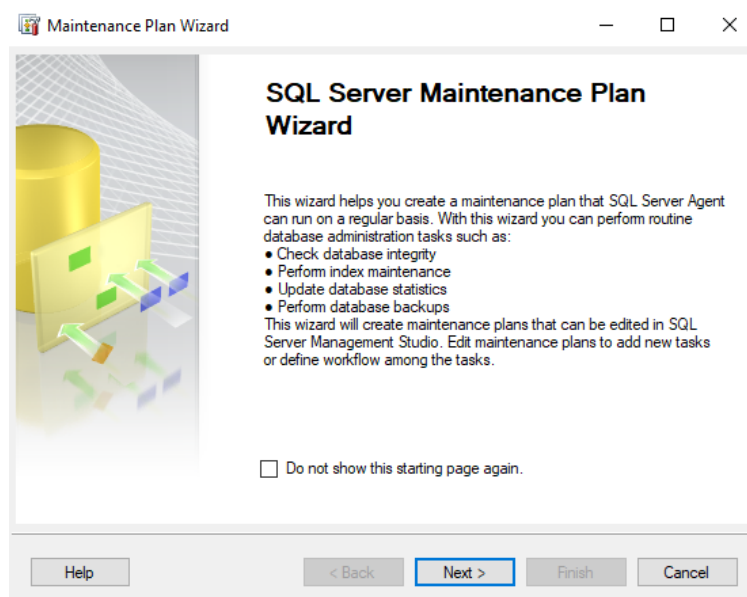 Maintenance Plan Wizard
SQL Server Maintenance Plan
Wizard
This wizard helps you create a maintenance plan that SQL Server Agent
can run on a regular basis. With this wizard you can perform routine
database administration tasks such as:
● Check database integrity
● Perform index maintenance
● Update database statistics
● Perform database backups
This wizard will create maintenance plans that can be edited in SQL
Server Management Studio. Edit maintenance plans to add new tasks
or define workflow among the tasks.
Do not show this starting page again.
Help
< Back
Next >
Finish
Cancel